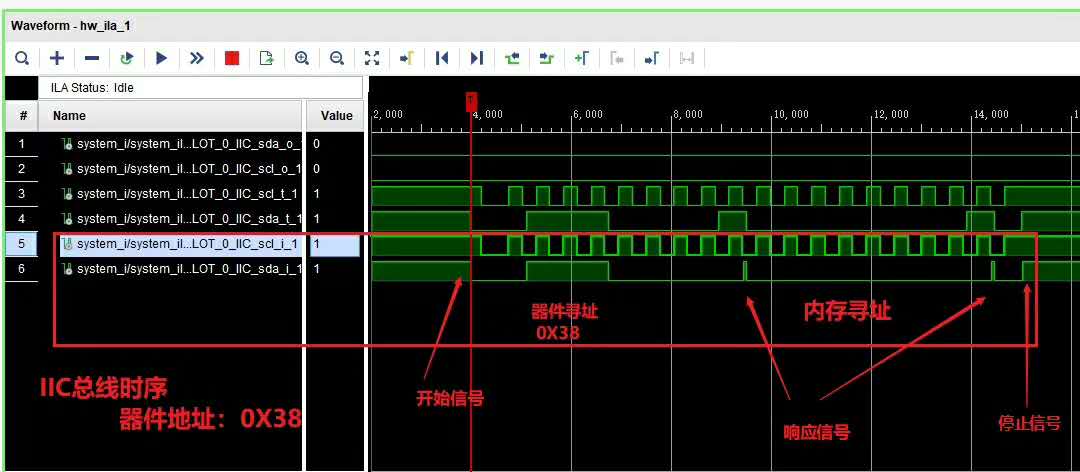 Waveform - hw_ila_1
ILA Status: Idle
# Name Value
2,000 4,000 6,000 8,000 10,000 12,000 14,000
1 system_i/system_il...LOT_0_IIC_sda_o_1 0
2 system_i/system_il...LOT_0_IIC_scl_o_1 0
3 system_i/system_il...LOT_0_IIC_scl_t_1 1
4 system_i/system_il...LOT_0_IIC_sda_t_1 1
5 system_i/system_il...LOT_0_IIC_scl_i_1 1
6 system_i/system_il...LOT_0_IIC_sda_i_1 1
器件寻址
0X38
内存寻址
IIC总线时序
器件地址：0X38
开始信号
响应信号
停止信号